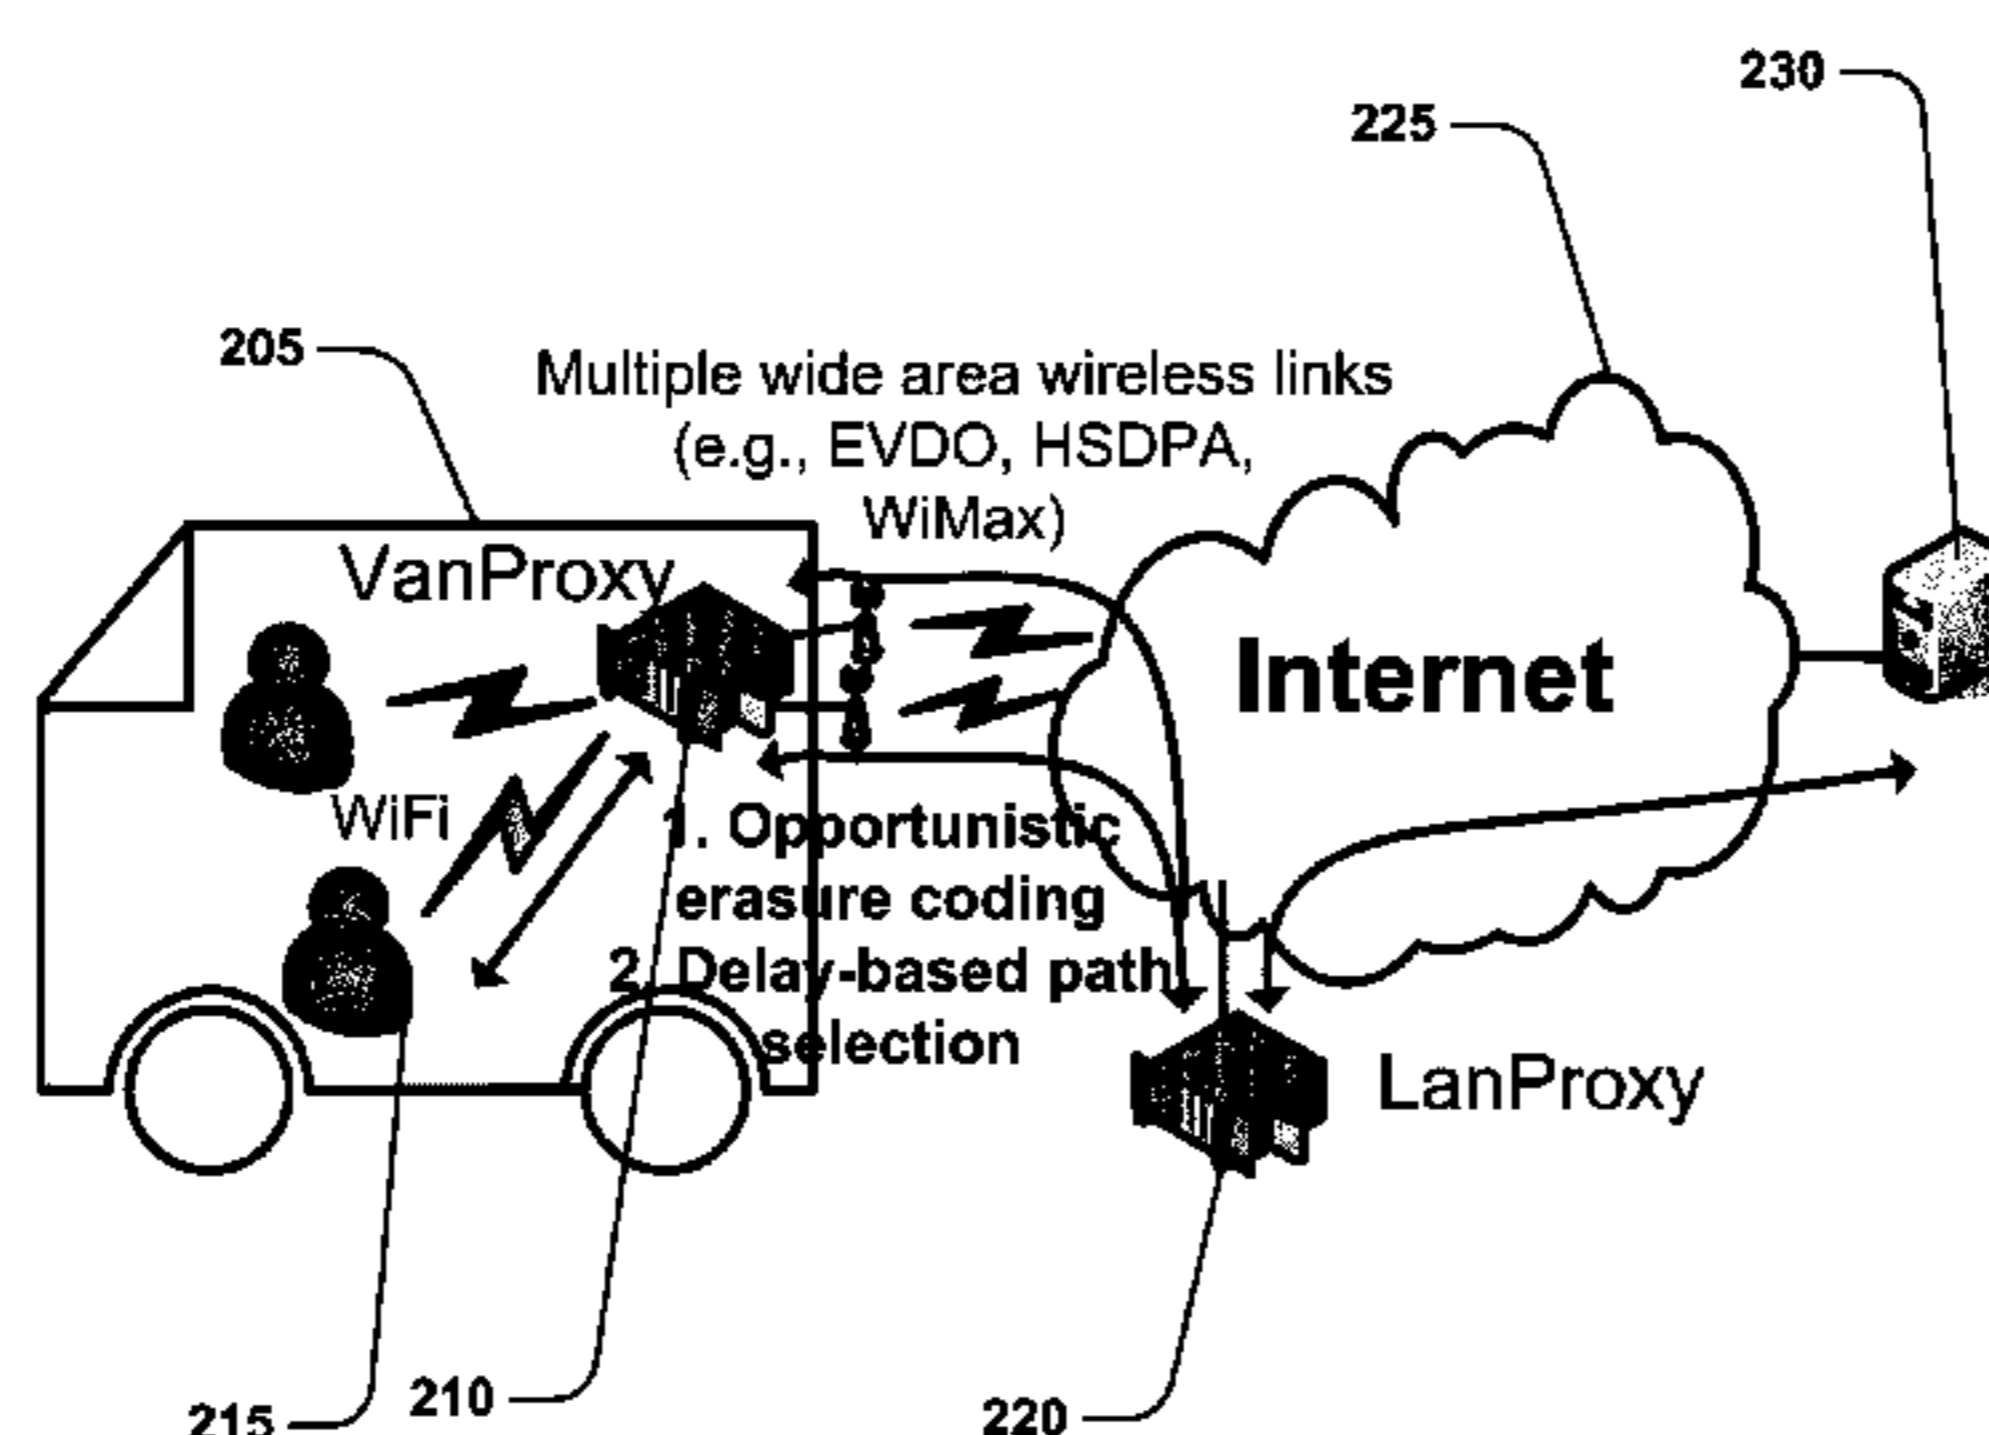 230
225
205
Multiple wide area wireless links
(e.g., EVDO, HSDPA,
WiMax)
VanProxy
Internet
WiFi
1. Opportunistic
erasure coding
2. Delay-based path
selection
LanProxy
215
210
220